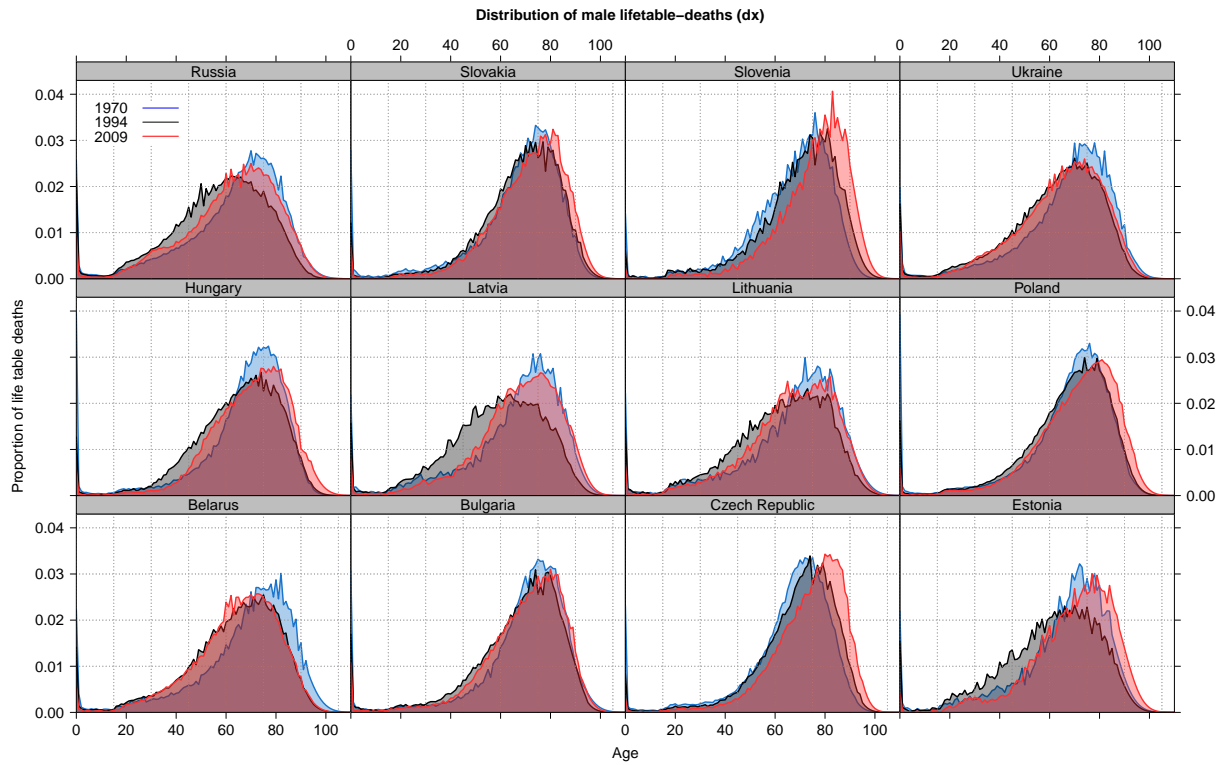 Distribution of male lifetable−deaths (dx)
0 20 40 60 80 100 0 20 40 60 80 100
Russia Slovakia Slovenia Ukraine
0.04
0.03
0.02
0.01
0.00
1970
1994
2009
Hungary Latvia Lithuania Poland
0.04
0.03
0.02
0.01
0.00
Belarus Bulgaria Czech Republic Estonia
0.04
0.03
0.02
0.01
0.00
0 20 40 60 80 100 0 20 40 60 80 100
Proportion of life table deaths
Age